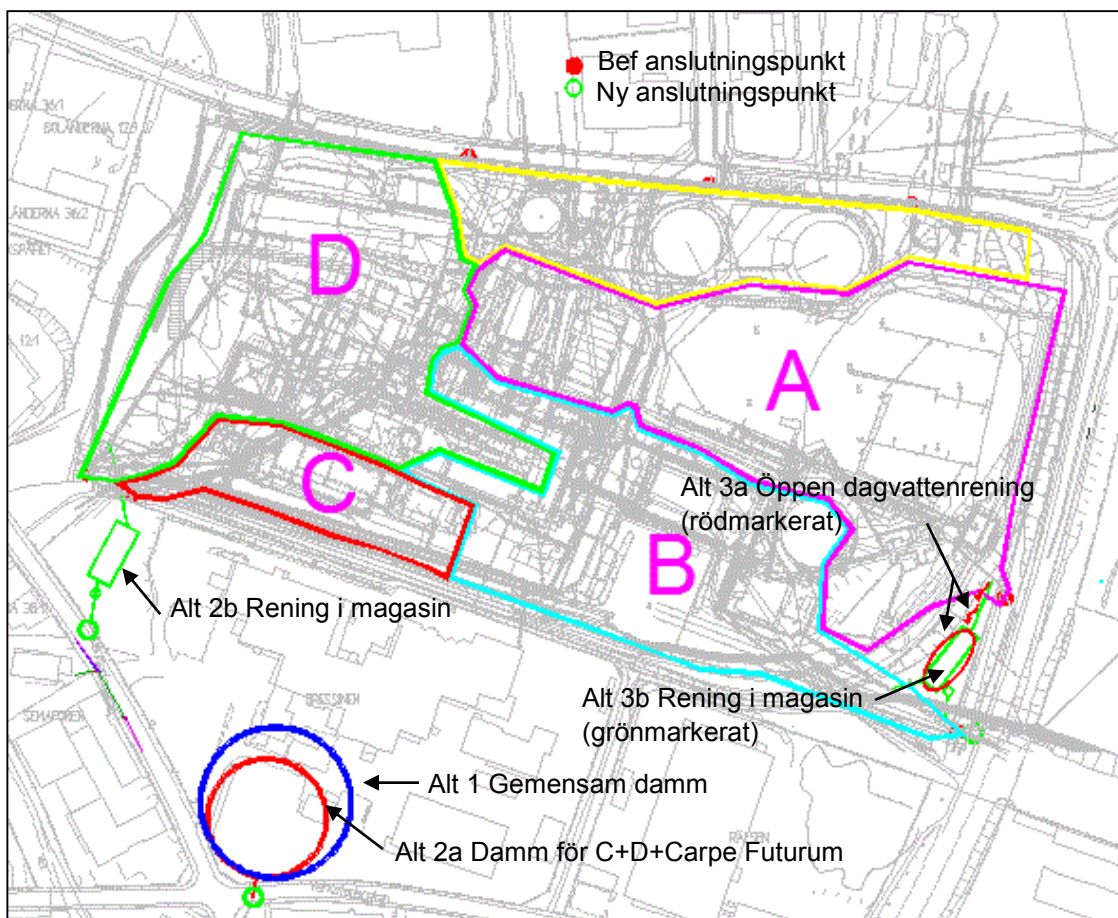 Bef anslutningspunkt
Ny anslutningspunkt
D
A
C
B
Alt 3a Öppen dagvattenrening
(rödmarkerat)
Alt 2b Rening i magasin
Alt 3b Rening i magasin
(grönmarkerat)
Alt 1 Gemensam damm
Alt 2a Damm för C+D+Carpe Futurum